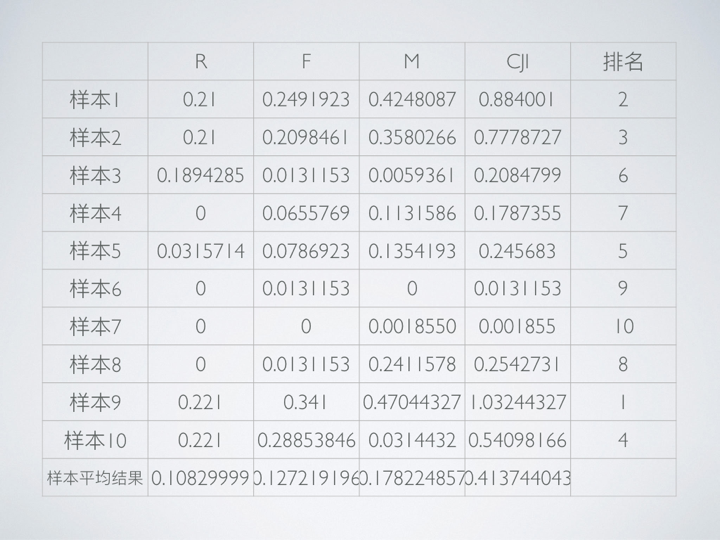 R F M CJI 排名
样本1 0.21 0.2491923 0.4248087 0.884001 2
样本2 0.21 0.2098461 0.3580266 0.7778727 3
样本3 0.1894285 0.0131153 0.0059361 0.2084799 6
样本4 0 0.0655769 0.1131586 0.1787355 7
样本5 0.0315714 0.0786923 0.1354193 0.245683 5
样本6 0 0.0131153 0 0.0131153 9
样本7 0 0 0.0018550 0.001855 10
样本8 0 0.0131153 0.2411578 0.2542731 8
样本9 0.221 0.341 0.47044327 1.03244327 1
样本10 0.221 0.28853846 0.0314432 0.54098166 4
样本平均结果 0.10829999 0.127219196 0.178224857 0.413744043